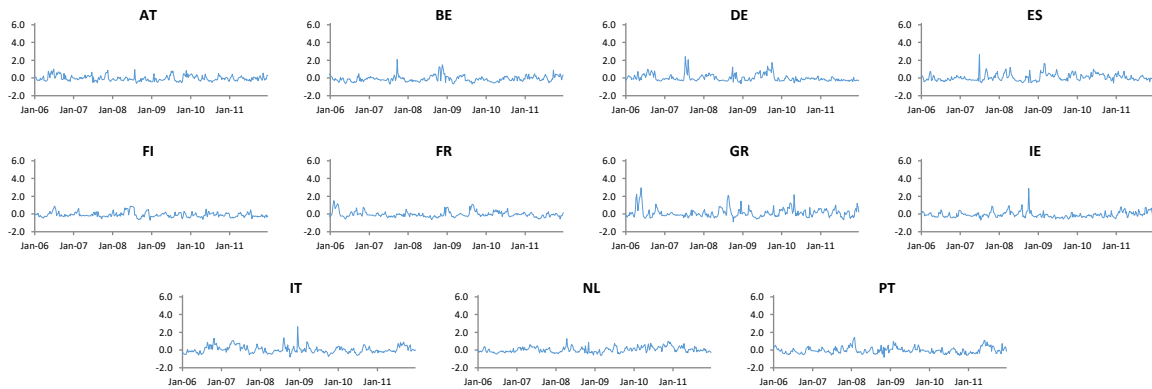 AT BE DE ES
6.0 6.0 6.0 6.0
4.0 4.0 4.0 4.0
2.0 2.0 2.0 2.0
0.0 0.0 0.0 0.0
-2.0 -2.0 -2.0 -2.0
Jan-06 Jan-07 Jan-08 Jan-09 Jan-10 Jan-11 Jan-06 Jan-07 Jan-08 Jan-09 Jan-10 Jan-11 Jan-06 Jan-07 Jan-08 Jan-09 Jan-10 Jan-11 Jan-06 Jan-07 Jan-08 Jan-09 Jan-10 Jan-11
FI FR GR IE
6.0 6.0 6.0 6.0
4.0 4.0 4.0 4.0
2.0 2.0 2.0 2.0
0.0 0.0 0.0 0.0
-2.0 -2.0 -2.0 -2.0
Jan-06 Jan-07 Jan-08 Jan-09 Jan-10 Jan-11 Jan-06 Jan-07 Jan-08 Jan-09 Jan-10 Jan-11 Jan-06 Jan-07 Jan-08 Jan-09 Jan-10 Jan-11 Jan-06 Jan-07 Jan-08 Jan-09 Jan-10 Jan-11
IT NL PT
6.0 6.0 6.0
4.0 4.0 4.0
2.0 2.0 2.0
0.0 0.0 0.0
-2.0 -2.0 -2.0
Jan-06 Jan-07 Jan-08 Jan-09 Jan-10 Jan-11 Jan-06 Jan-07 Jan-08 Jan-09 Jan-10 Jan-11 Jan-06 Jan-07 Jan-08 Jan-09 Jan-10 Jan-11